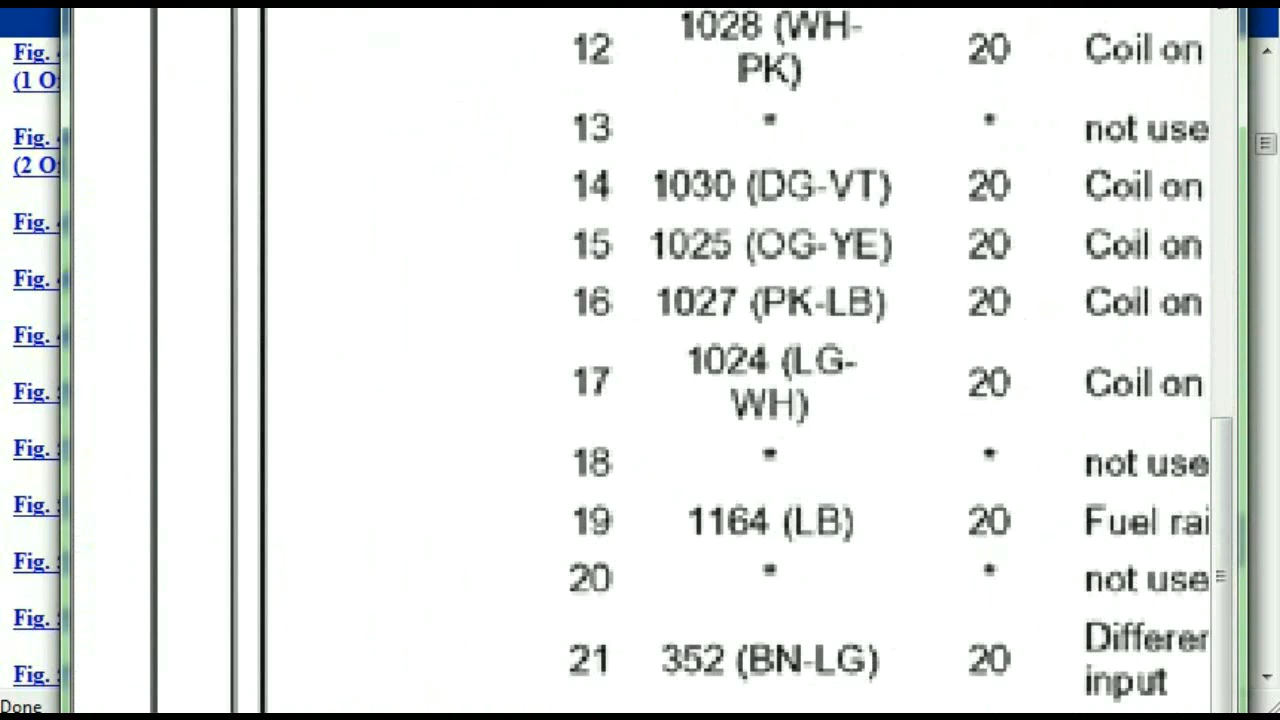 Fig.
(1 O
Fig.
(2 O
Fig.
Fig.
Fig.
Fig.
Fig.
Fig.
Fig.
Fig.
Fig.
Done
12 1028 (WH-PK) 20 Coil on
13 * * not use
14 1030 (DG-VT) 20 Coil on
15 1025 (OG-YE) 20 Coil on
16 1027 (PK-LB) 20 Coil on
17 1024 (LG-WH) 20 Coil on
18 * * not use
19 1164 (LB) 20 Fuel rai
20 * * not use
21 352 (BN-LG) 20 Differer
input